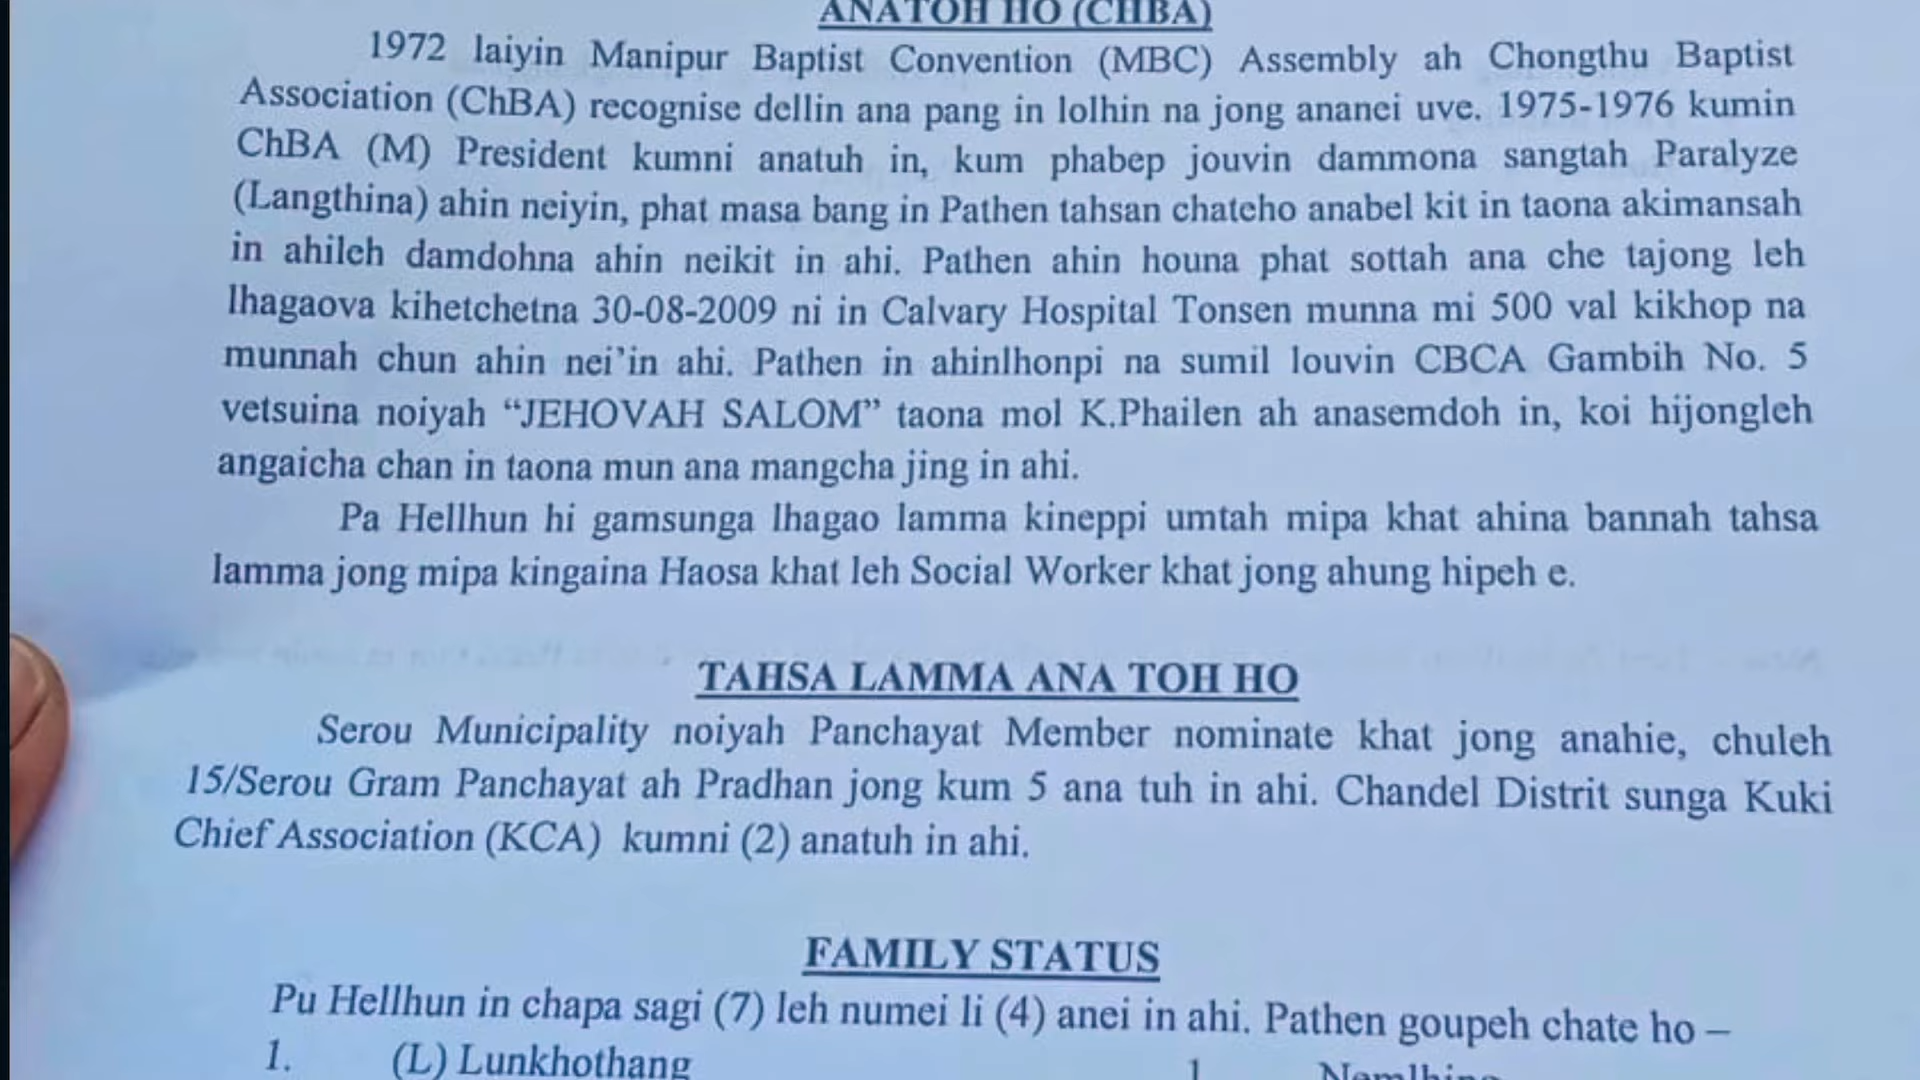 ANATOH HO (CHBA)
1972 laiyin Manipur Baptist Convention (MBC) Assembly ah Chongthu Baptist
Association (ChBA) recognise dellin ana pang in lolhin na jong ananei uve. 1975-1976 kumin
ChBA (M) President kumni anatuh in, kum phabep jouvin dammona sangtah Paralyze
(Langthina) ahin neiyin, phat masa bang in Pathen tahsan chatcho anabel kit in taona akimansah
in ahileh damdohna ahin neikit in ahi. Pathen ahin houna phat sottah ana che tajong leh
lhagaova kihetchetna 30-08-2009 ni in Calvary Hospital Tonsen munna mi 500 val kikhop na
munnah chun ahin nei’in ahi. Pathen in ahinlhonpi na sumil louvin CBCA Gambih No. 5
vetsuina noiyah “JEHOVAH SALOM” taona mol K.Phailen ah anasemdoh in, koi hijongleh
angaicha chan in taona mun ana mangcha jing in ahi.
Pa Hellhun hi gamsunga lhagao lamma kineppi umtah mipa khat ahina bannah tahsa
lamma jong mipa kingaina Haosa khat leh Social Worker khat jong ahung hipeh e.
TAHSA LAMMA ANA TOH HO
Serou Municipality noiyah Panchayat Member nominate khat jong anahie, chuleh
15/Serou Gram Panchayat ah Pradhan jong kum 5 ana tuh in ahi. Chandel Distrit sunga Kuki
Chief Association (KCA) kumni (2) anatuh in ahi.
FAMILY STATUS
Pu Hellhun in chapa sagi (7) leh numei li (4) anei in ahi. Pathen goupeh chate ho –
1. (L) Lunkhothang 1 Nemlhing